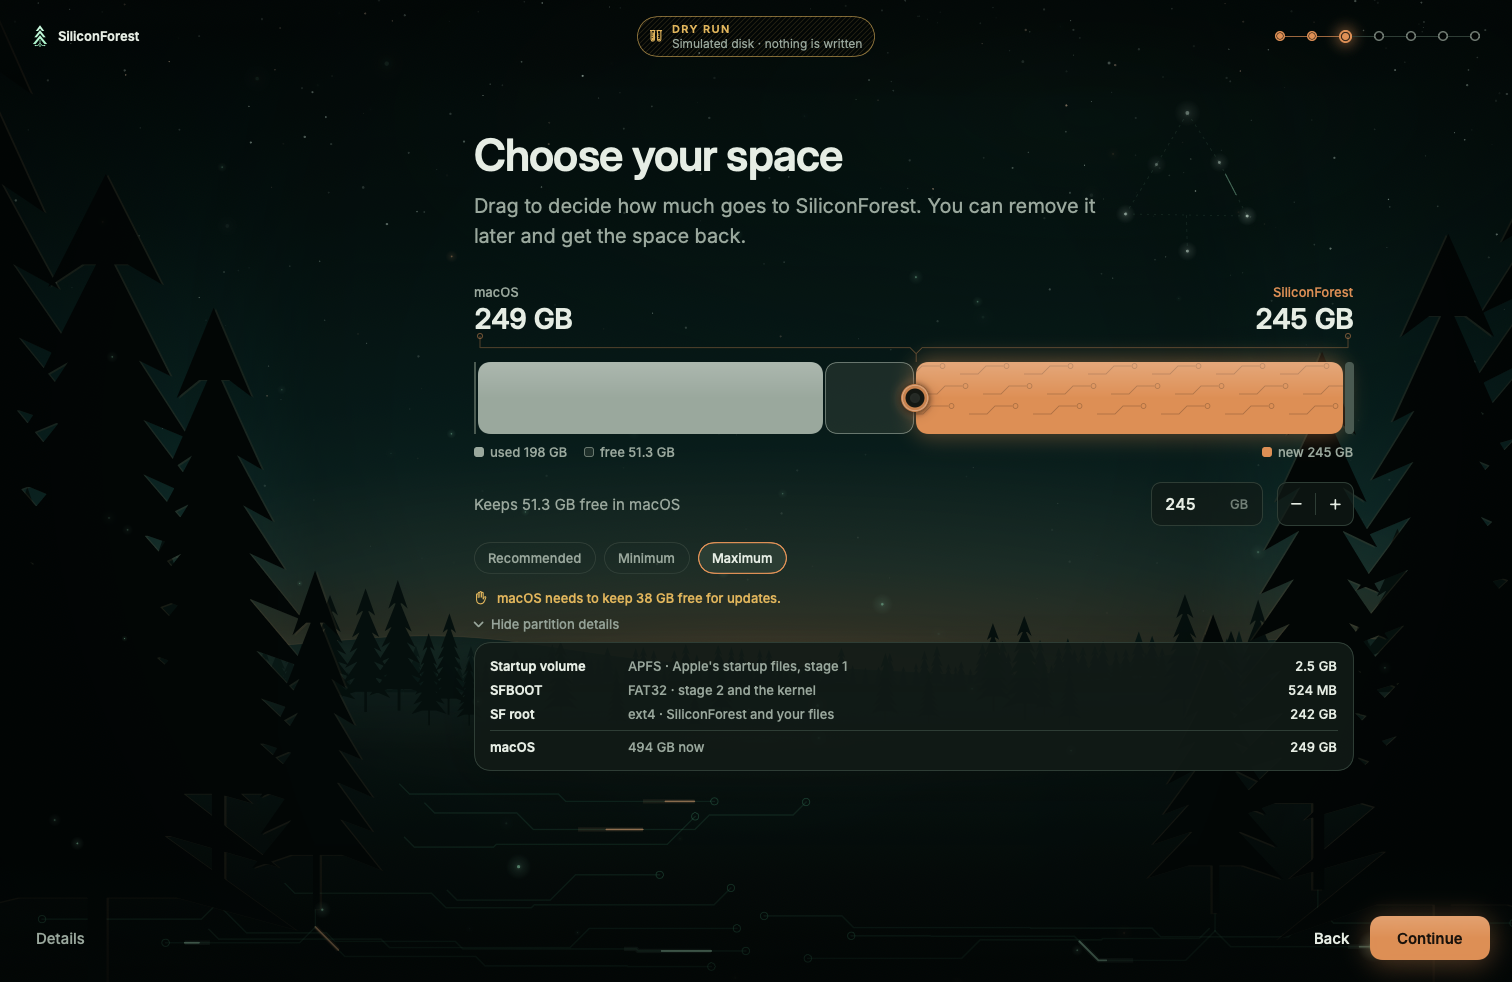 SiliconForest
DRY RUN
Simulated disk · nothing is written
Choose your space
Drag to decide how much goes to SiliconForest. You can remove it
later and get the space back.
macOS
249 GB
SiliconForest
245 GB
used 198 GB
free 51.3 GB
new 245 GB
Keeps 51.3 GB free in macOS
245 GB
− +
Recommended
Minimum
Maximum
macOS needs to keep 38 GB free for updates.
Hide partition details
Startup volume APFS · Apple's startup files, stage 1 2.5 GB
SFBOOT FAT32 · stage 2 and the kernel 524 MB
SF root ext4 · SiliconForest and your files 242 GB
macOS 494 GB now 249 GB
Details
Back
Continue